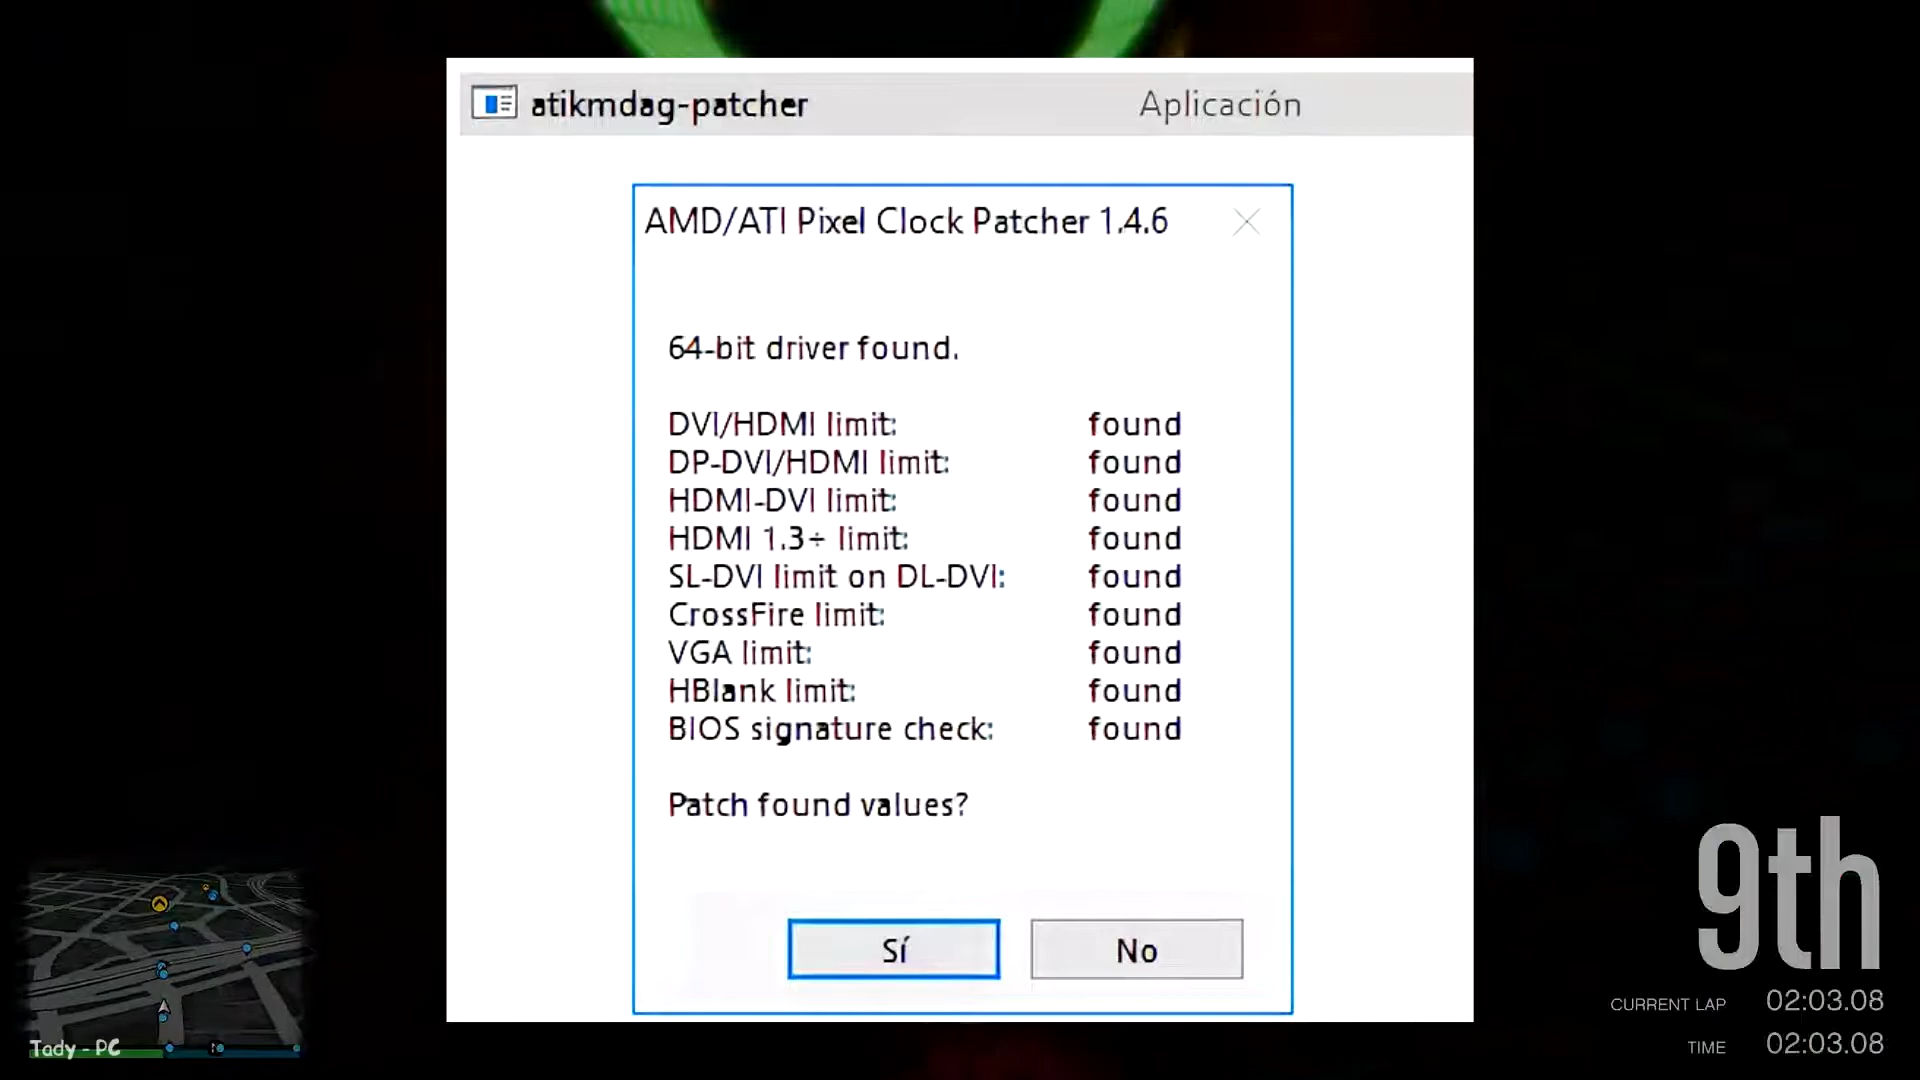 atikmdag-patcher Aplicación
AMD/ATI Pixel Clock Patcher 1.4.6
64-bit driver found.
DVI/HDMI limit: found
DP-DVI/HDMI limit: found
HDMI-DVI limit: found
HDMI 1.3+ limit: found
SL-DVI limit on DL-DVI: found
CrossFire limit: found
VGA limit: found
HBlank limit: found
BIOS signature check: found
Patch found values?
Sí No
9th
CURRENT LAP 02:03.08
TIME 02:03.08
Tady - PC